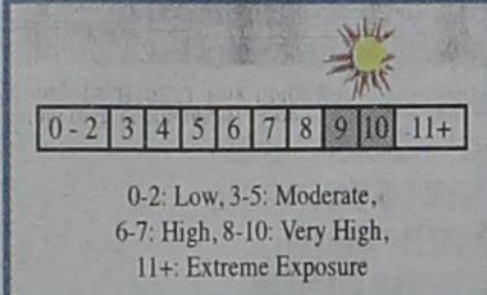 0 - 2 3 4 5 6 7 8 9 10 11+
0-2: Low, 3-5: Moderate,
6-7: High, 8-10: Very High,
11+: Extreme Exposure